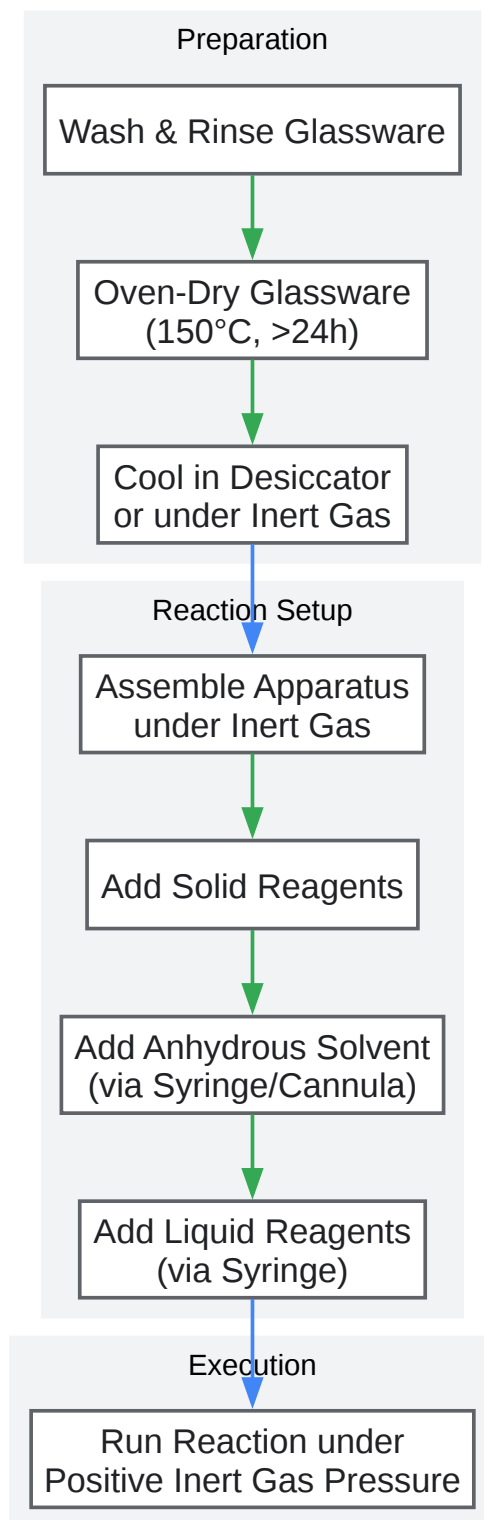 Preparation
Wash & Rinse Glassware
Oven-Dry Glassware
(150°C, >24h)
Cool in Desiccator
or under Inert Gas
Reaction Setup
Assemble Apparatus
under Inert Gas
Add Solid Reagents
Add Anhydrous Solvent
(via Syringe/Cannula)
Add Liquid Reagents
(via Syringe)
Execution
Run Reaction under
Positive Inert Gas Pressure